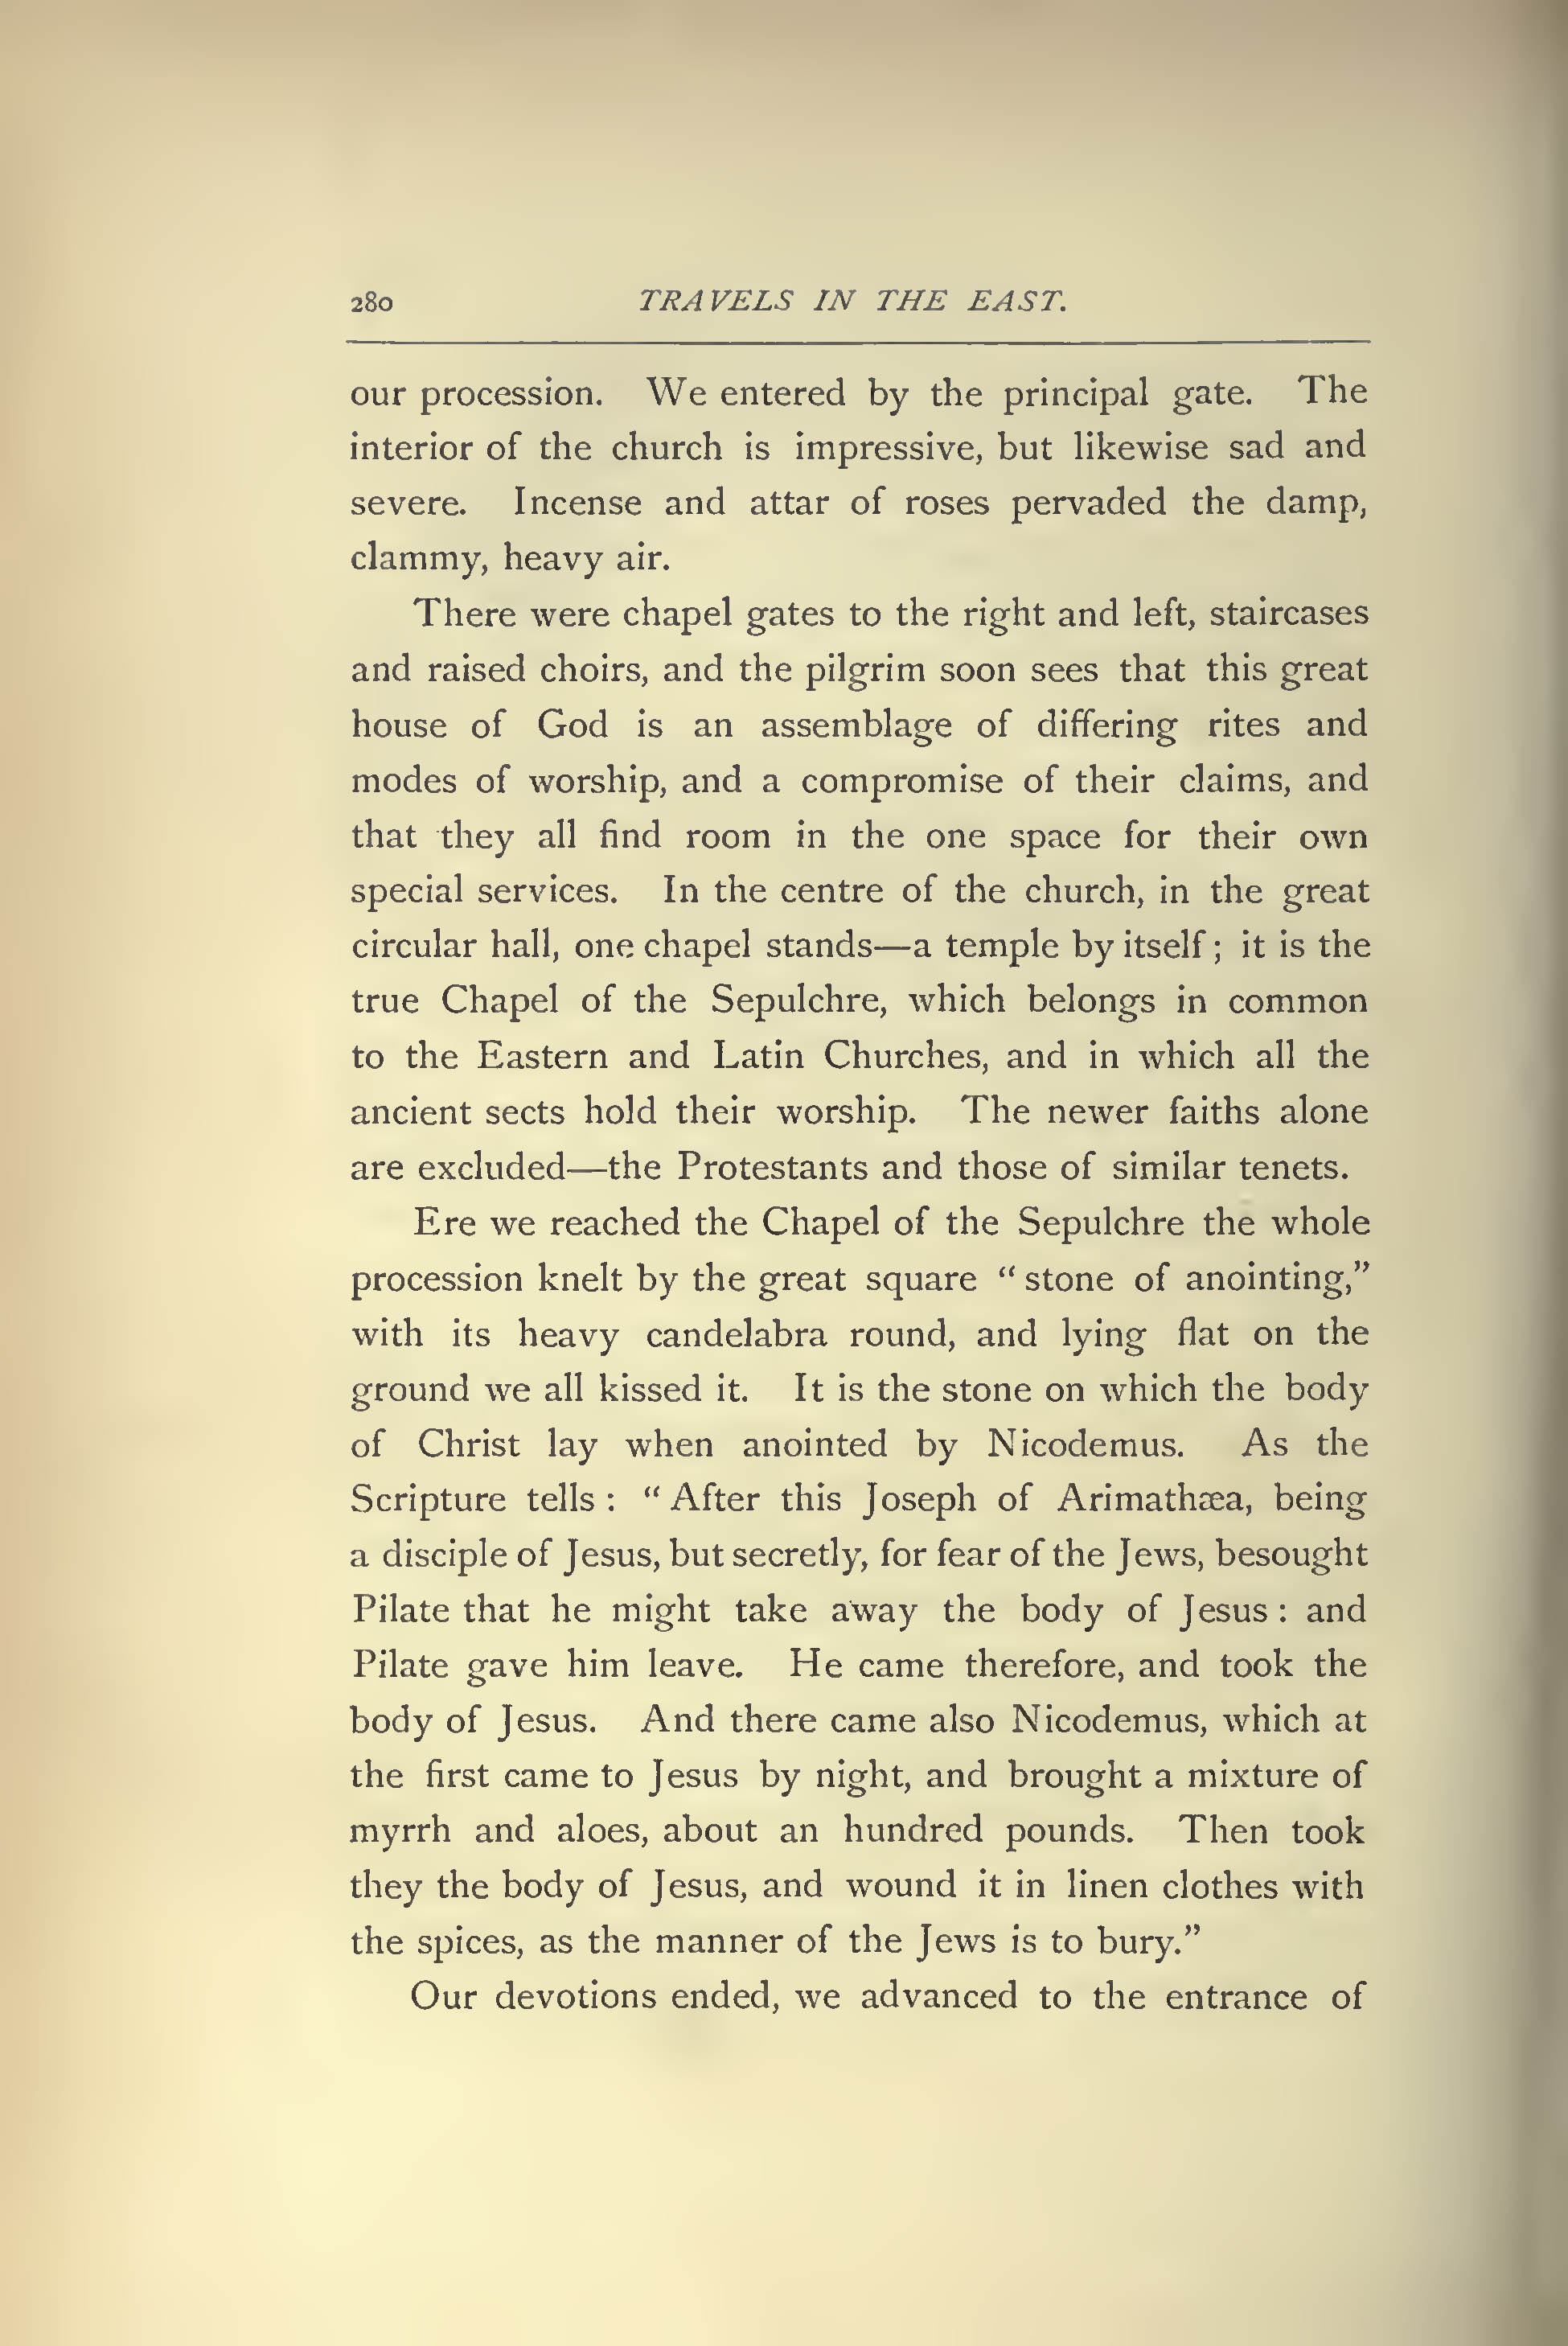 280 TRAVELS IN THE EAST.
our procession. We entered by the principal gate. The
interior of the church is impressive, but likewise sad and
severe. Incense and attar of roses pervaded the damp,
clammy, heavy air.
There were chapel gates to the right and left, staircases
and raised choirs, and the pilgrim soon sees that this great
house of God is an assemblage of differing rites and
modes of worship, and a compromise of their claims, and
that they all find room in the one space for their own
special services. In the centre of the church, in the great
circular hall, one chapel stands—a temple by itself; it is the
true Chapel of the Sepulchre, which belongs in common
to the Eastern and Latin Churches, and in which all the
ancient sects hold their worship. The newer faiths alone
are excluded—the Protestants and those of similar tenets.
Ere we reached the Chapel of the Sepulchre the whole
procession knelt by the great square “stone of anointing,”
with its heavy candelabra round, and lying flat on the
ground we all kissed it. It is the stone on which the body
of Christ lay when anointed by Nicodemus. As the
Scripture tells: “After this Joseph of Arimathæa, being
a disciple of Jesus, but secretly, for fear of the Jews, besought
Pilate that he might take away the body of Jesus: and
Pilate gave him leave. He came therefore, and took the
body of Jesus. And there came also Nicodemus, which at
the first came to Jesus by night, and brought a mixture of
myrrh and aloes, about an hundred pounds. Then took
they the body of Jesus, and wound it in linen clothes with
the spices, as the manner of the Jews is to bury.”
Our devotions ended, we advanced to the entrance of